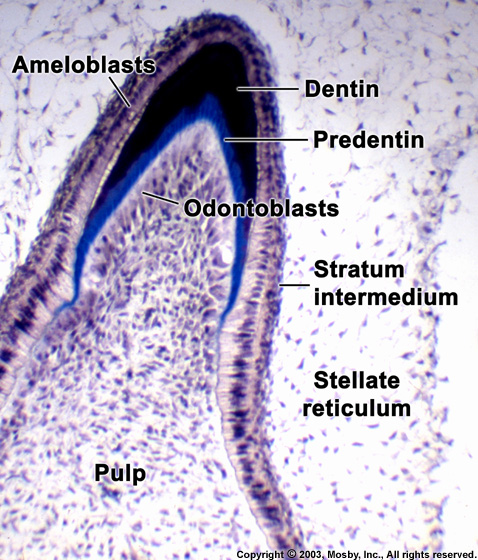 Ameloblasts
Dentin
Predentin
Odontoblasts
Stratum
intermedium
Stellate
reticulum
Pulp
Copyright © 2003, Mosby, Inc., All rights reserved.